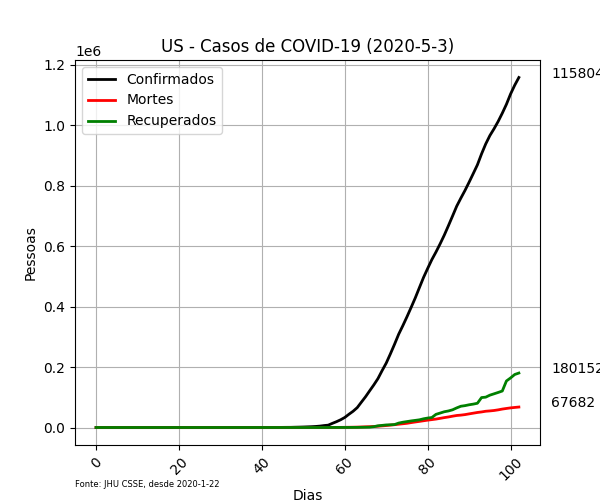 US - Casos de COVID-19 (2020-5-3)
1e6
1.2
1.0
0.8
0.6
0.4
0.2
0.0
Pessoas
Confirmados
Mortes
Recuperados
115804
180152
67682
0
20
40
60
80
100
Fonte: JHU CSSE, desde 2020-1-22
Dias